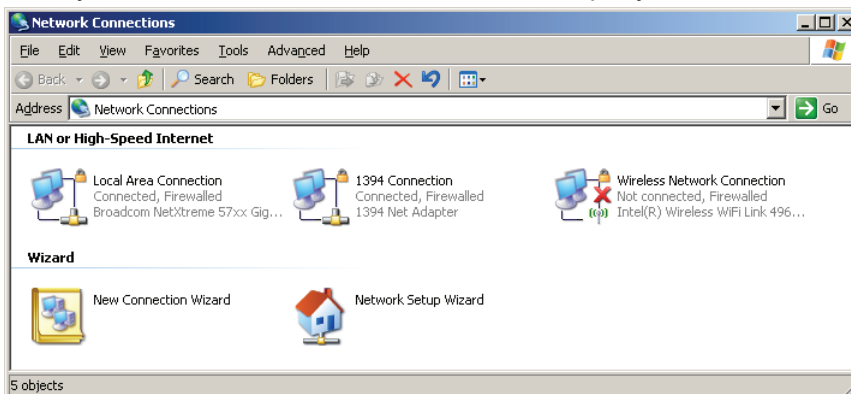 Network Connections
File Edit View Favorites Tools Advanced Help
Back Search Folders
Address Network Connections Go
LAN or High-Speed Internet
Local Area Connection
Connected, Firewalled
Broadcom NetXtreme 57xx Gig...
1394 Connection
Connected, Firewalled
1394 Net Adapter
Wireless Network Connection
Not connected, Firewalled
Intel(R) Wireless WiFi Link 496...
Wizard
New Connection Wizard
Network Setup Wizard
5 objects